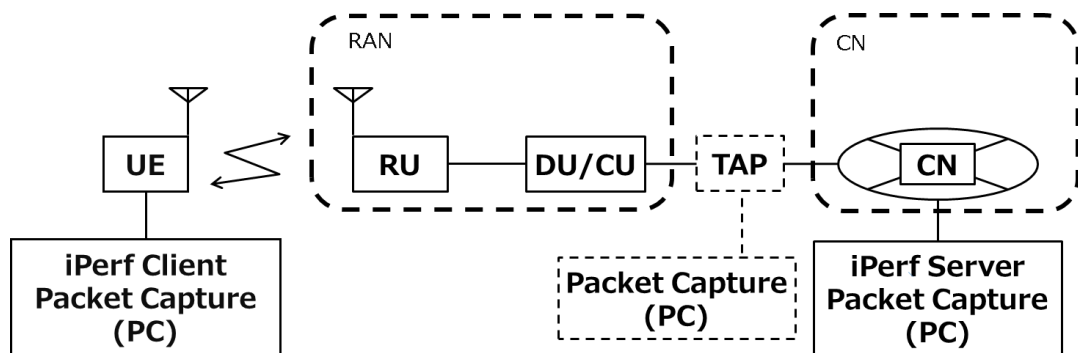 RAN
CN
UE
RU
DU/CU
TAP
CN
iPerf Client
Packet Capture
(PC)
Packet Capture
(PC)
iPerf Server
Packet Capture
(PC)